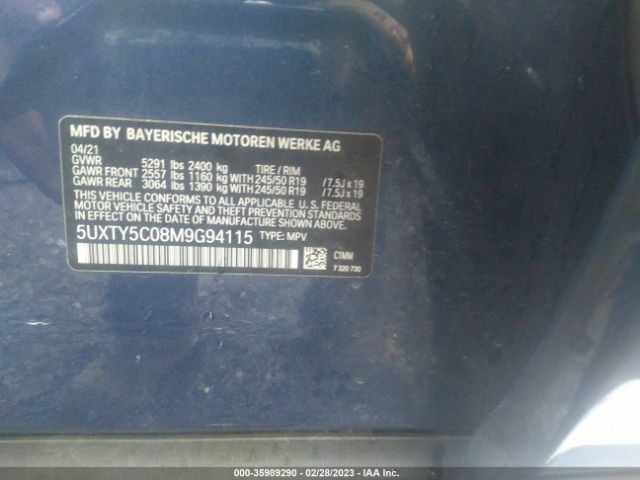 MFD BY BAYERISCHE MOTOREN WERKE AG
04/21
GVWR 5291 lbs 2400 kg TIRE / RIM
GAWR FRONT 2557 lbs 1160 kg WITH 245/50 R19 / 7.5J x 19
GAWR REAR 3064 lbs 1390 kg WITH 245/50 R19 / 7.5J x 19
THIS VEHICLE CONFORMS TO ALL APPLICABLE U. S. FEDERAL
MOTOR VEHICLE SAFETY, BUMPER, AND THEFT PREVENTION
STANDARDS IN EFFECT ON THE DATE OF MANUFACTURE
SHOWN ABOVE.
5UXTY5C08M9G94115 TYPE: MPV
C1MM
7 320 730
000-35989290 - 02/28/2023 - IAA Inc.